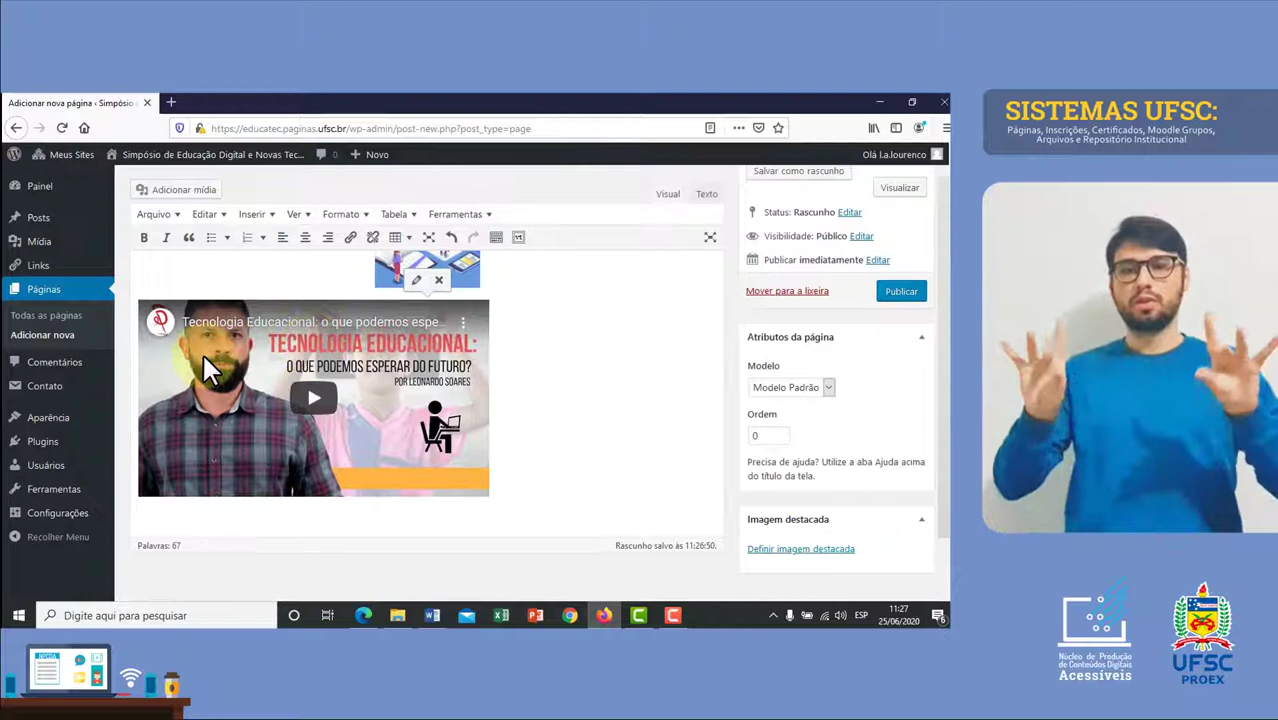 Adicionar nova página ‹ Simpósio
https://educatec.paginas.ufsc.br/wp-admin/post-new.php?post_type=page
Meus Sites
Simpósio de Educação Digital e Novas Tec...
0
Novo
Olá l.a.lourenco
Painel
Posts
Mídia
Links
Páginas
Todas as páginas
Adicionar nova
Comentários
Contato
Aparência
Plugins
Usuários
Ferramentas
Configurações
Recolher Menu
Adicionar mídia
Visual
Texto
Arquivo
Editar
Inserir
Ver
Formato
Tabela
Ferramentas
Tecnologia Educacional: o que podemos espe...
TECNOLOGIA EDUCACIONAL:
O QUE PODEMOS ESPERAR DO FUTURO?
POR LEONARDO SOARES
Palavras: 67
Rascunho salvo às 11:26:50.
Salvar como rascunho
Visualizar
Status: Rascunho Editar
Visibilidade: Público Editar
Publicar imediatamente Editar
Mover para a lixeira
Publicar
Atributos da página
Modelo
Modelo Padrão
Ordem
0
Precisa de ajuda? Utilize a aba Ajuda acima
do título da tela.
Imagem destacada
Definir imagem destacada
Digite aqui para pesquisar
ESP
11:27
25/06/2020
6
SISTEMAS UFSC:
Páginas, Inscrições, Certificados, Moodle Grupos,
Arquivos e Repositório Institucional
Núcleo de Produção
de Conteúdos Digitais
Acessíveis
UFSC
PROEX
NPCDA